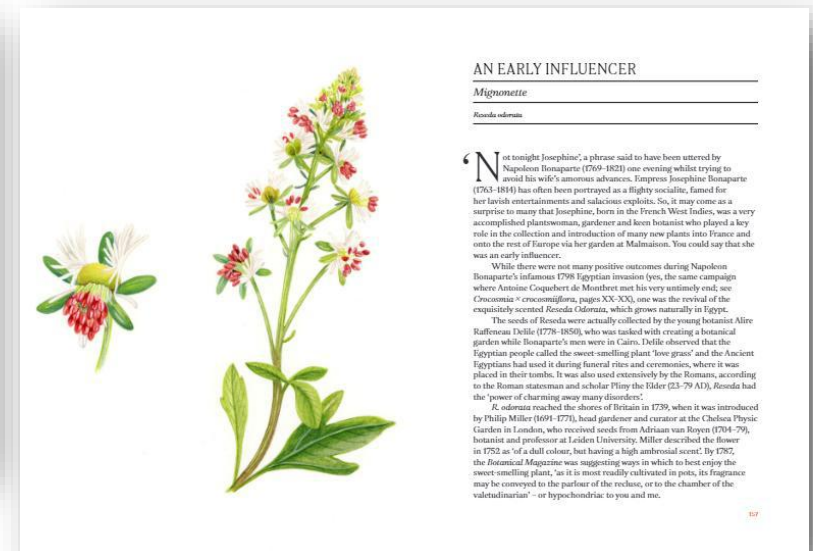 AN EARLY INFLUENCER
Mignonette
Reseda odorata
‘Not tonight Josephine’, a phrase said to have been uttered by
Napoleon Bonaparte (1769–1821) one evening whilst trying to
avoid his wife’s amorous advances. Empress Josephine Bonaparte
(1763–1814) has often been portrayed as a flighty socialite, famed for
her lavish entertainments and salacious exploits. So, it may come as a
surprise to many that Josephine, born in the French West Indies, was a very
accomplished plantswoman, gardener and keen botanist who played a key
role in the collection and introduction of many new plants into France and
onto the rest of Europe via her garden at Malmaison. You could say that she
was an early influencer.
While there were not many positive outcomes during Napoleon
Bonaparte’s infamous 1798 Egyptian invasion (yes, the same campaign
where Antoine Coquebert de Montbret met his very untimely end; see
Crocosmia × crocosmiiflora, pages XX–XX), one was the revival of the
exquisitely scented Reseda Odorata, which grows naturally in Egypt.
The seeds of Reseda were actually collected by the young botanist Alire
Raffeneau Delile (1778–1850), who was tasked with creating a botanical
garden while Bonaparte’s men were in Cairo. Delile observed that the
Egyptian people called the sweet-smelling plant ‘love grass’ and the Ancient
Egyptians had used it during funeral rites and ceremonies, where it was
placed in their tombs. It was also used extensively by the Romans, according
to the Roman statesman and scholar Pliny the Elder (23–79 AD), Reseda had
the ‘power of charming away many disorders’.
R. odorata reached the shores of Britain in 1739, when it was introduced
by Philip Miller (1691–1771), head gardener and curator at the Chelsea Physic
Garden in London, who received seeds from Adriaan van Royen (1704–79),
botanist and professor at Leiden University. Miller described the flower
in 1752 as ‘of a dull colour, but having a high ambrosial scent’. By 1787,
the Botanical Magazine was suggesting ways in which to best enjoy the
sweet-smelling plant, ‘as it is most readily cultivated in pots, its fragrance
may be conveyed to the parlour of the recluse, or to the chamber of the
valetudinarian’ – or hypochondriac to you and me.
157